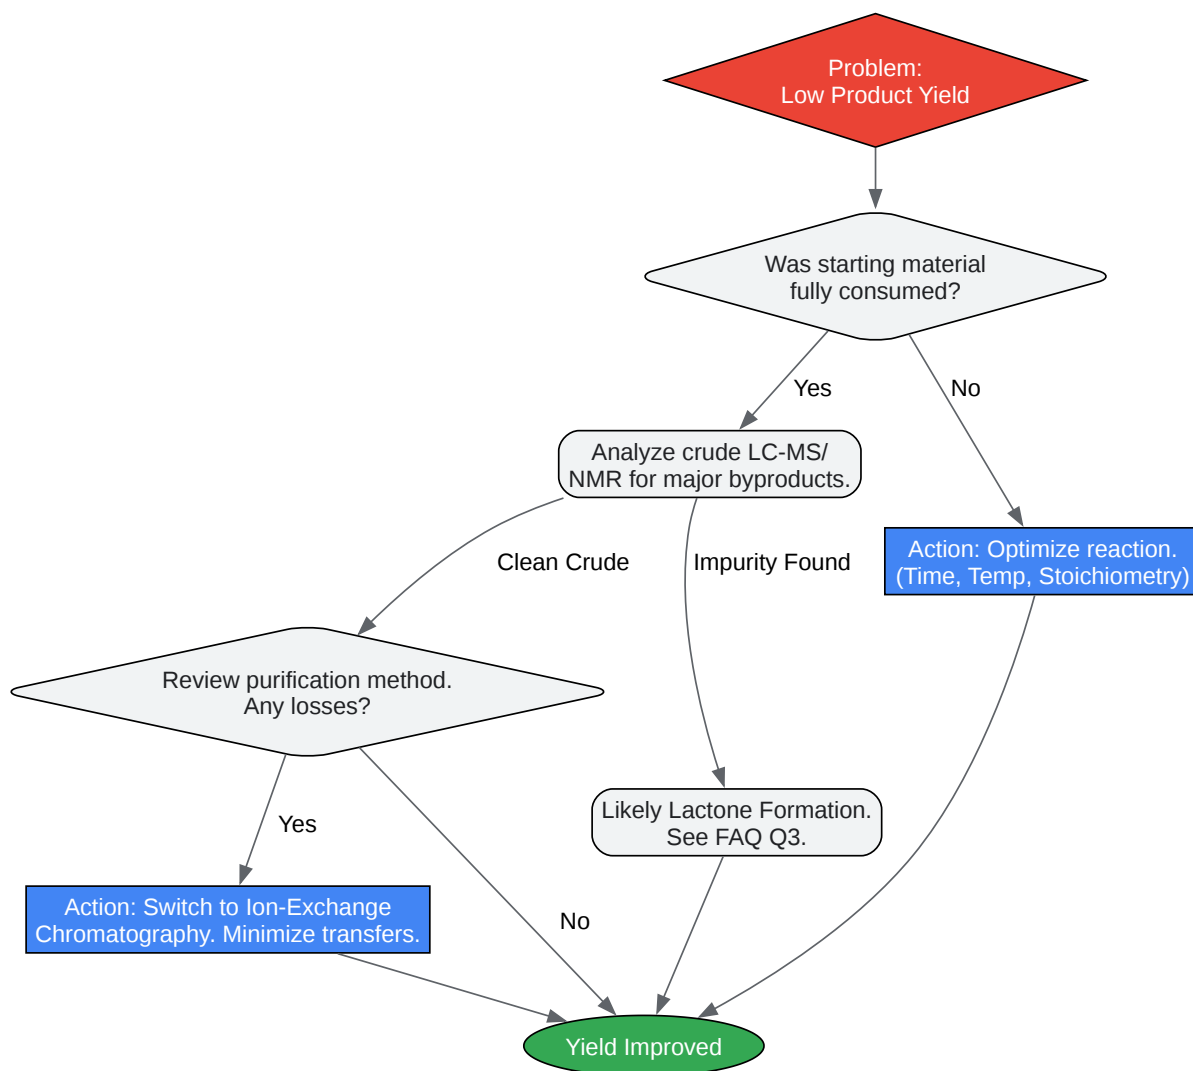 Problem:
Low Product Yield
Was starting material
fully consumed?
Yes
No
Analyze crude LC-MS/
NMR for major byproducts.
Action: Optimize reaction.
(Time, Temp, Stoichiometry)
Clean Crude
Impurity Found
Review purification method.
Any losses?
Likely Lactone Formation.
See FAQ Q3.
Yes
No
Action: Switch to Ion-Exchange
Chromatography. Minimize transfers.
Yield Improved